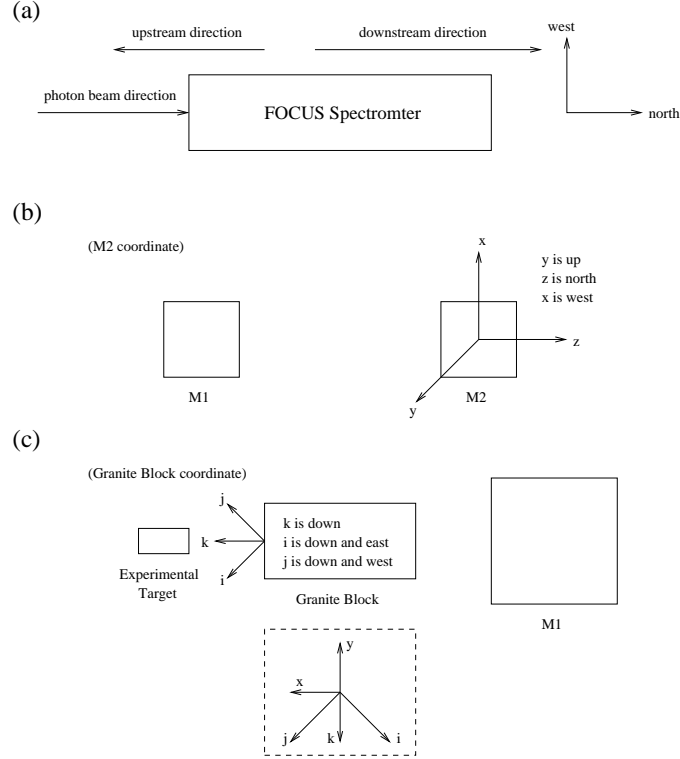 (a)
upstream direction
downstream direction
west
photon beam direction
FOCUS Spectromter
north
(b)
(M2 coordinate)
x
y is up
z is north
x is west
z
M1
M2
y
(c)
(Granite Block coordinate)
j
k is down
i is down and east
j is down and west
k
i
Experimental
Target
Granite Block
M1
y
x
j
k
i